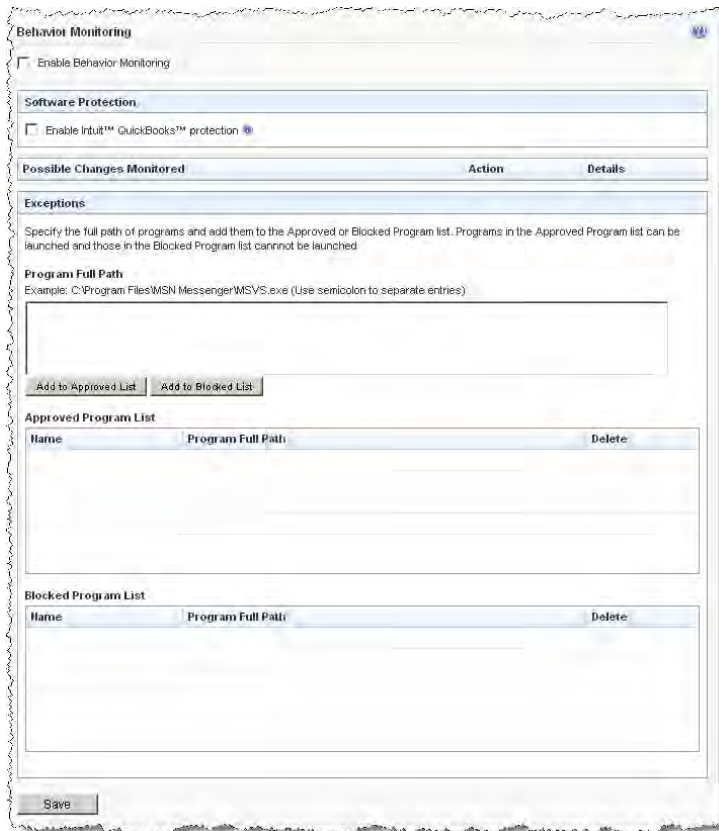 Behavior Monitoring
Enable Behavior Monitoring
Software Protection
Enable Intuit™ QuickBooks™ protection
Possible Changes Monitored Action Details
Exceptions
Specify the full path of programs and add them to the Approved or Blocked Program list. Programs in the Approved Program list can be
launched and those in the Blocked Program list cannnot be launched
Program Full Path
Example: C:\Program Files\MSN Messenger\MSVS.exe (Use semicolon to separate entries)
Add to Approved List Add to Blocked List
Approved Program List
Name Program Full Path Delete
Blocked Program List
Name Program Full Path Delete
Save